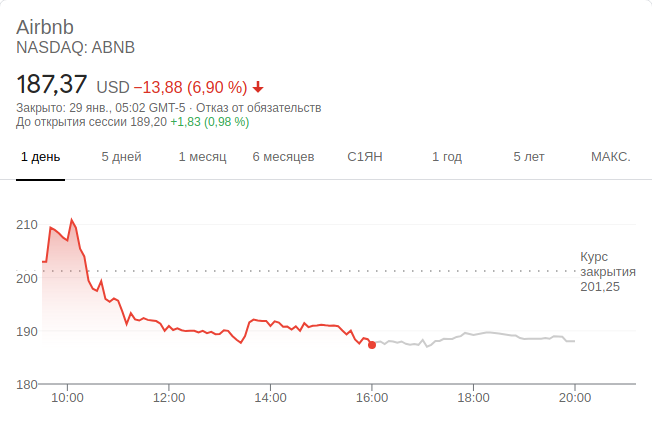 Airbnb
NASDAQ: ABNB
187,37 USD −13,88 (6,90 %)
Закрыто: 29 янв., 05:02 GMT-5 · Отказ от обязательств
До открытия сессии 189,20 +1,83 (0,98 %)
1 день 5 дней 1 месяц 6 месяцев С1ЯН 1 год 5 лет МАКС.
210
Курс
закрытия
201,25
200
190
180
10:00 12:00 14:00 16:00 18:00 20:00